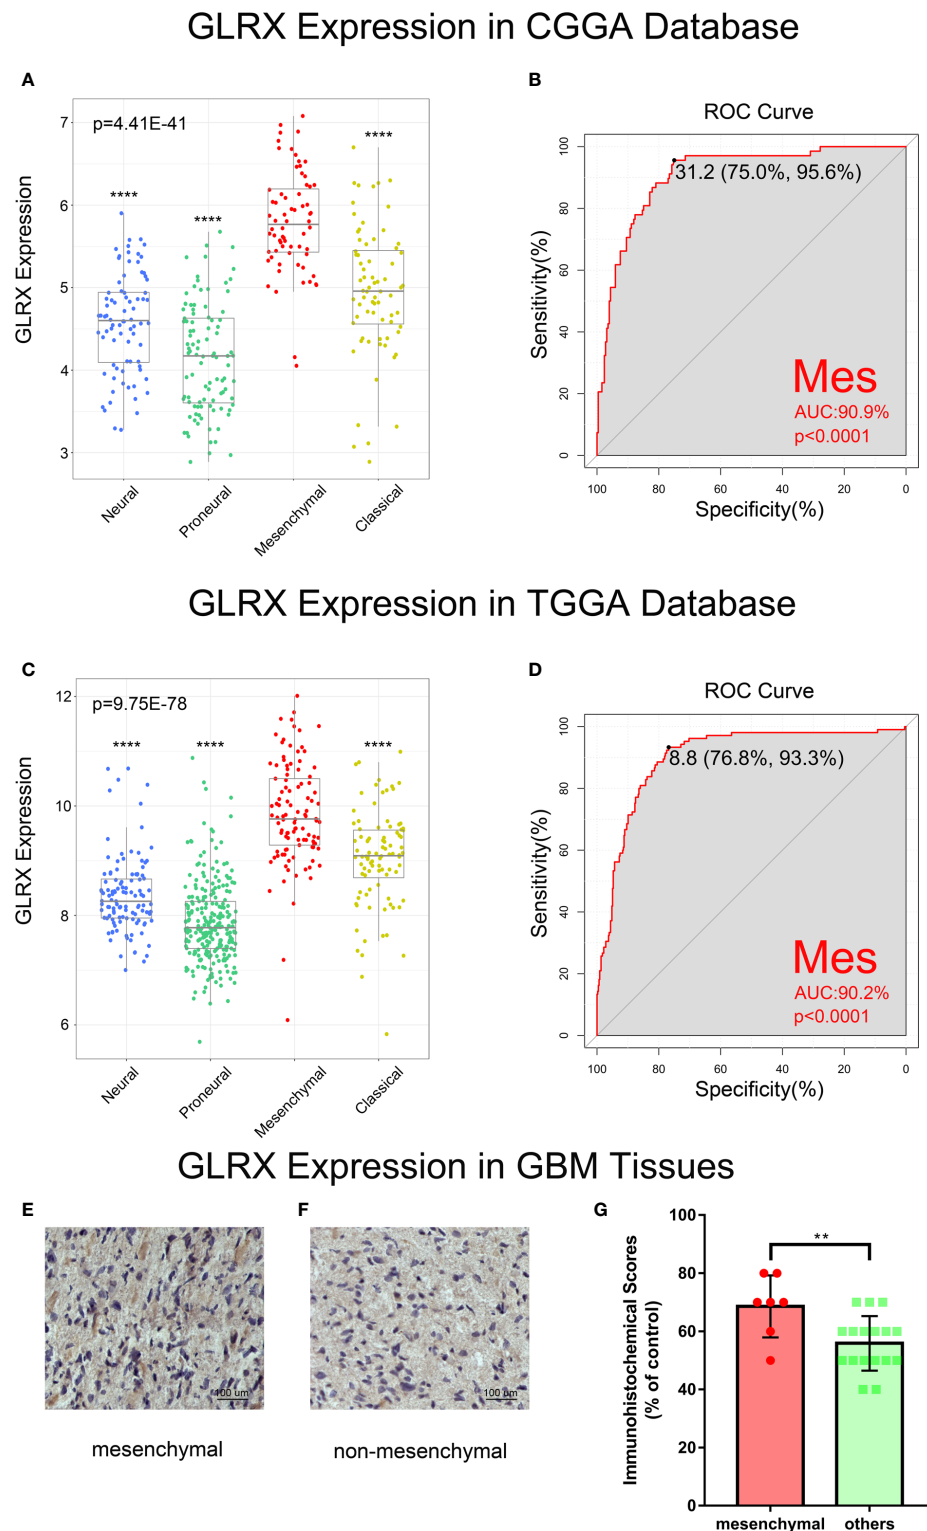 GLRX Expression in CGGA Database
A
B
p=4.41E-41
****
****
****
GLRX Expression
7
6
5
4
3
Neural
Proneural
Mesenchymal
Classical
ROC Curve
31.2 (75.0%, 95.6%)
Sensitivity(%)
100
80
60
40
20
0
Mes
AUC:90.9%
p<0.0001
100 80 60 40 20 0
Specificity(%)
GLRX Expression in TGGA Database
C
D
p=9.75E-78
****
****
****
GLRX Expression
12
10
8
6
Neural
Proneural
Mesenchymal
Classical
ROC Curve
8.8 (76.8%, 93.3%)
Sensitivity(%)
100
80
60
40
20
0
Mes
AUC:90.2%
p<0.0001
100 80 60 40 20 0
Specificity(%)
GLRX Expression in GBM Tissues
E
F
G
100 um
mesenchymal
100 um
non-mesenchymal
Immunohistochemical Scores
(% of control)
100
80
60
40
20
0
**
mesenchymal others